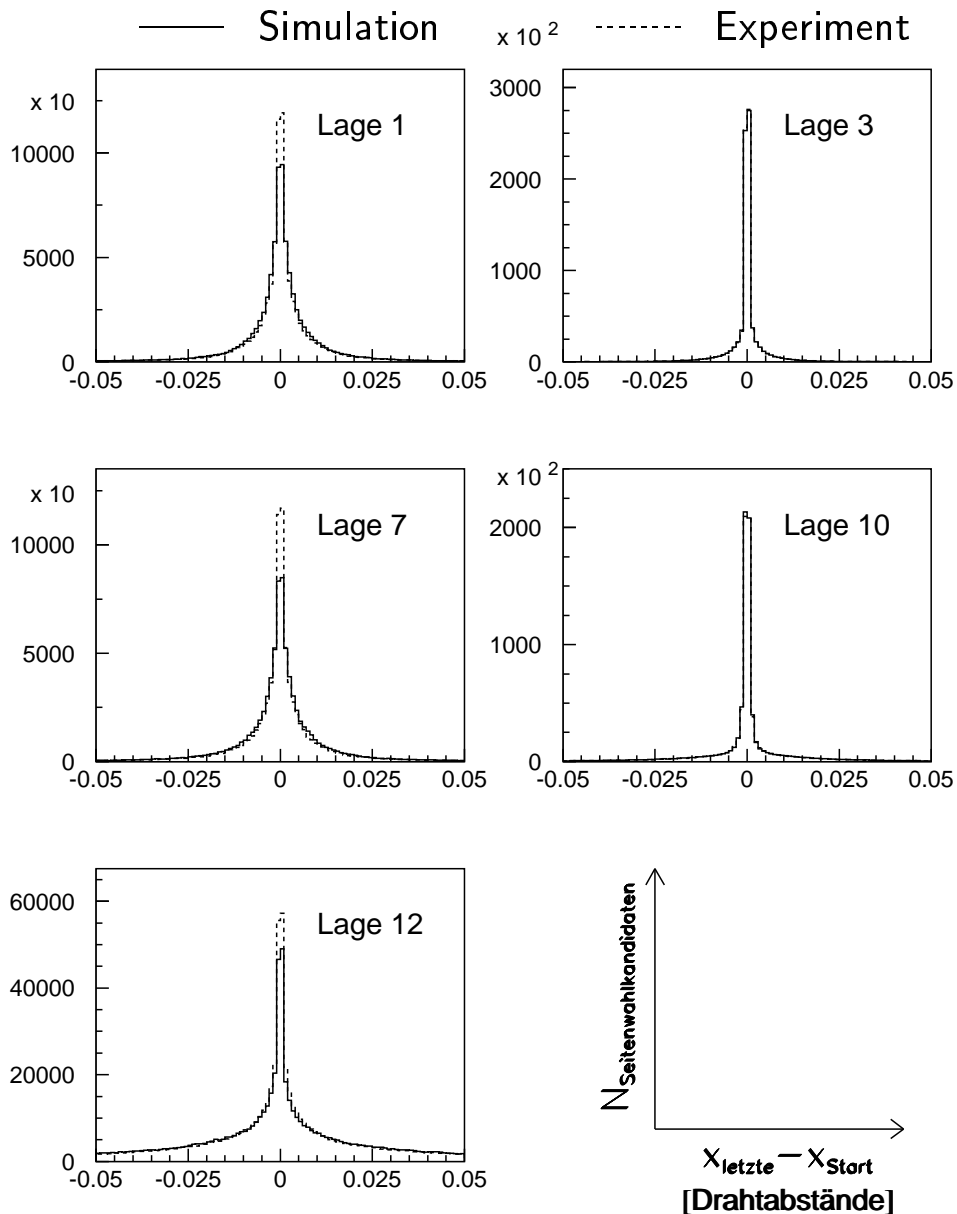 Simulation
x 10 2
Experiment
x 10
Lage 1
10000
5000
0
-0.05 -0.025 0 0.025 0.05
Lage 3
3000
2000
1000
0
-0.05 -0.025 0 0.025 0.05
x 10
Lage 7
10000
5000
0
-0.05 -0.025 0 0.025 0.05
x 10 2
Lage 10
2000
1000
0
-0.05 -0.025 0 0.025 0.05
Lage 12
60000
40000
20000
0
-0.05 -0.025 0 0.025 0.05
NSeitenwahlkandidaten
xletzte – xStart
[Drahtabstände]